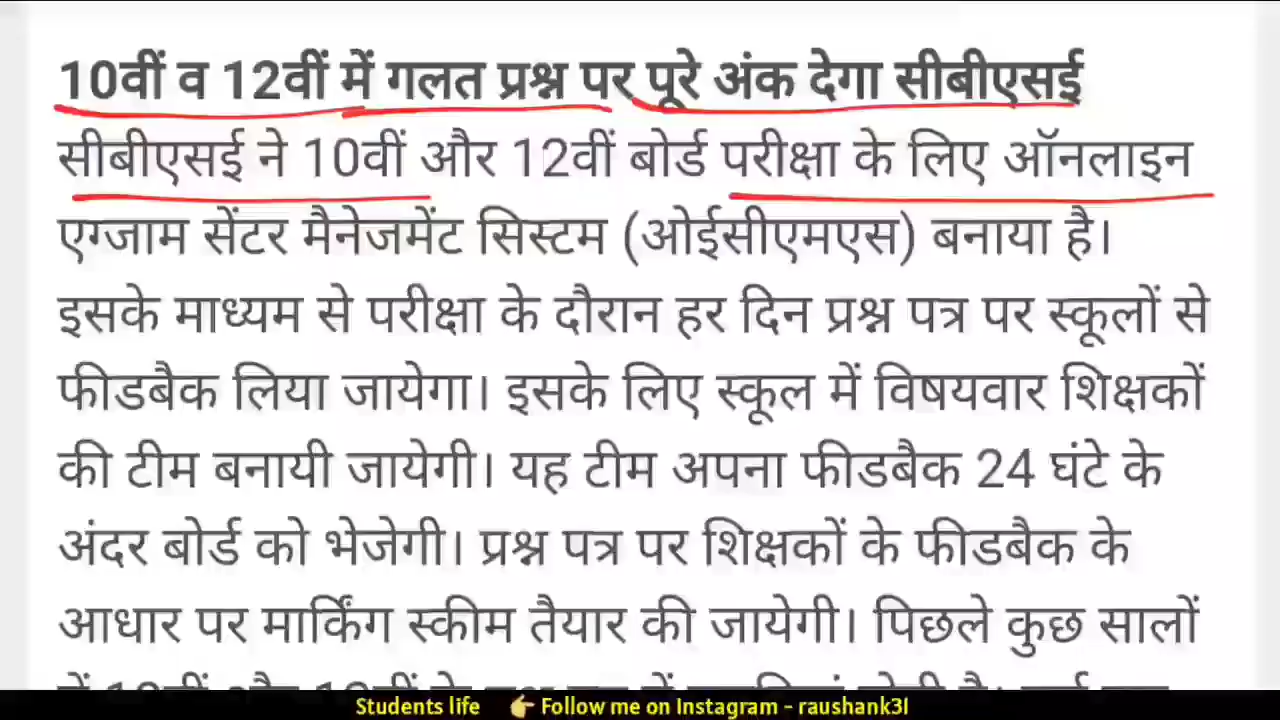 10वीं व 12वीं में गलत प्रश्न पर पूरे अंक देगा सीबीएसई
सीबीएसई ने 10वीं और 12वीं बोर्ड परीक्षा के लिए ऑनलाइन
एग्जाम सेंटर मैनेजमेंट सिस्टम (ओईसीएमएस) बनाया है।
इसके माध्यम से परीक्षा के दौरान हर दिन प्रश्न पत्र पर स्कूलों से
फीडबैक लिया जायेगा। इसके लिए स्कूल में विषयवार शिक्षकों
की टीम बनायी जायेगी। यह टीम अपना फीडबैक 24 घंटे के
अंदर बोर्ड को भेजेगी। प्रश्न पत्र पर शिक्षकों के फीडबैक के
आधार पर मार्किंग स्कीम तैयार की जायेगी। पिछले कुछ सालों
Students life 👉 Follow me on Instagram - raushank3I